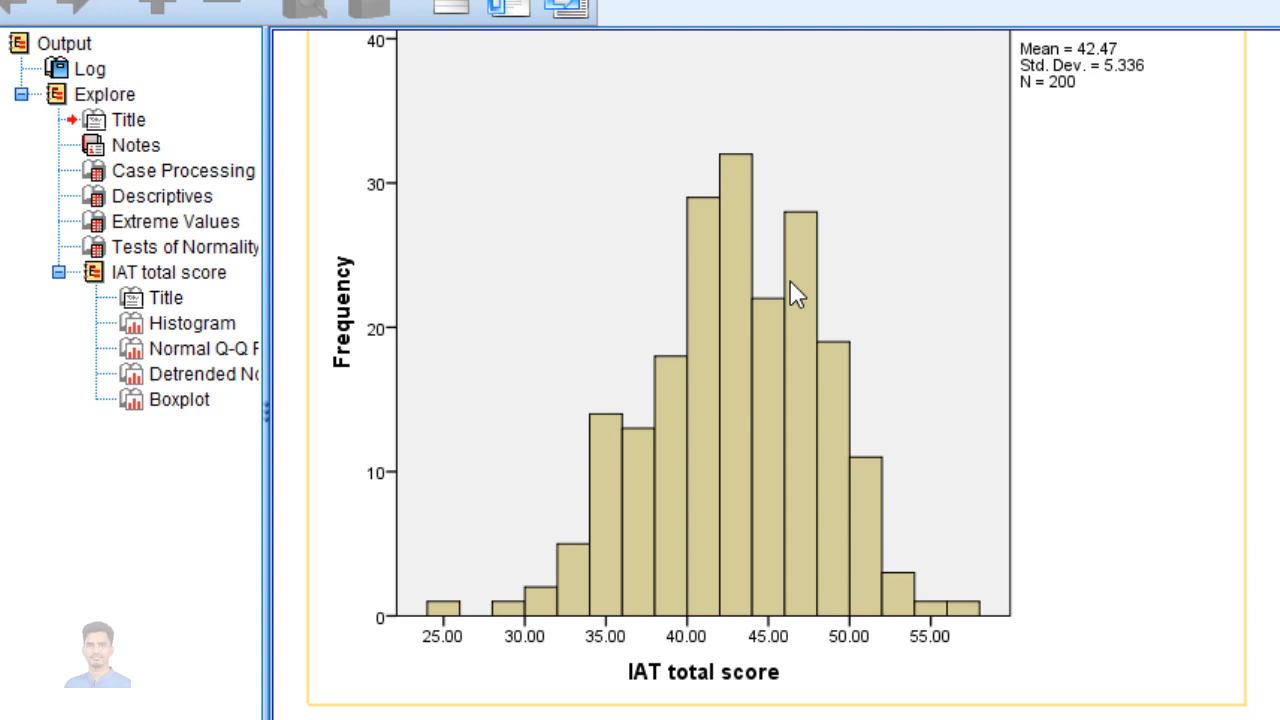 Output
Log
Explore
Title
Notes
Case Processing
Descriptives
Extreme Values
Tests of Normality
IAT total score
Title
Histogram
Normal Q-Q
Detrended
Boxplot
Mean = 42.47
Std. Dev. = 5.336
N = 200
40
30
20
10
0
Frequency
25.00 30.00 35.00 40.00 45.00 50.00 55.00
IAT total score